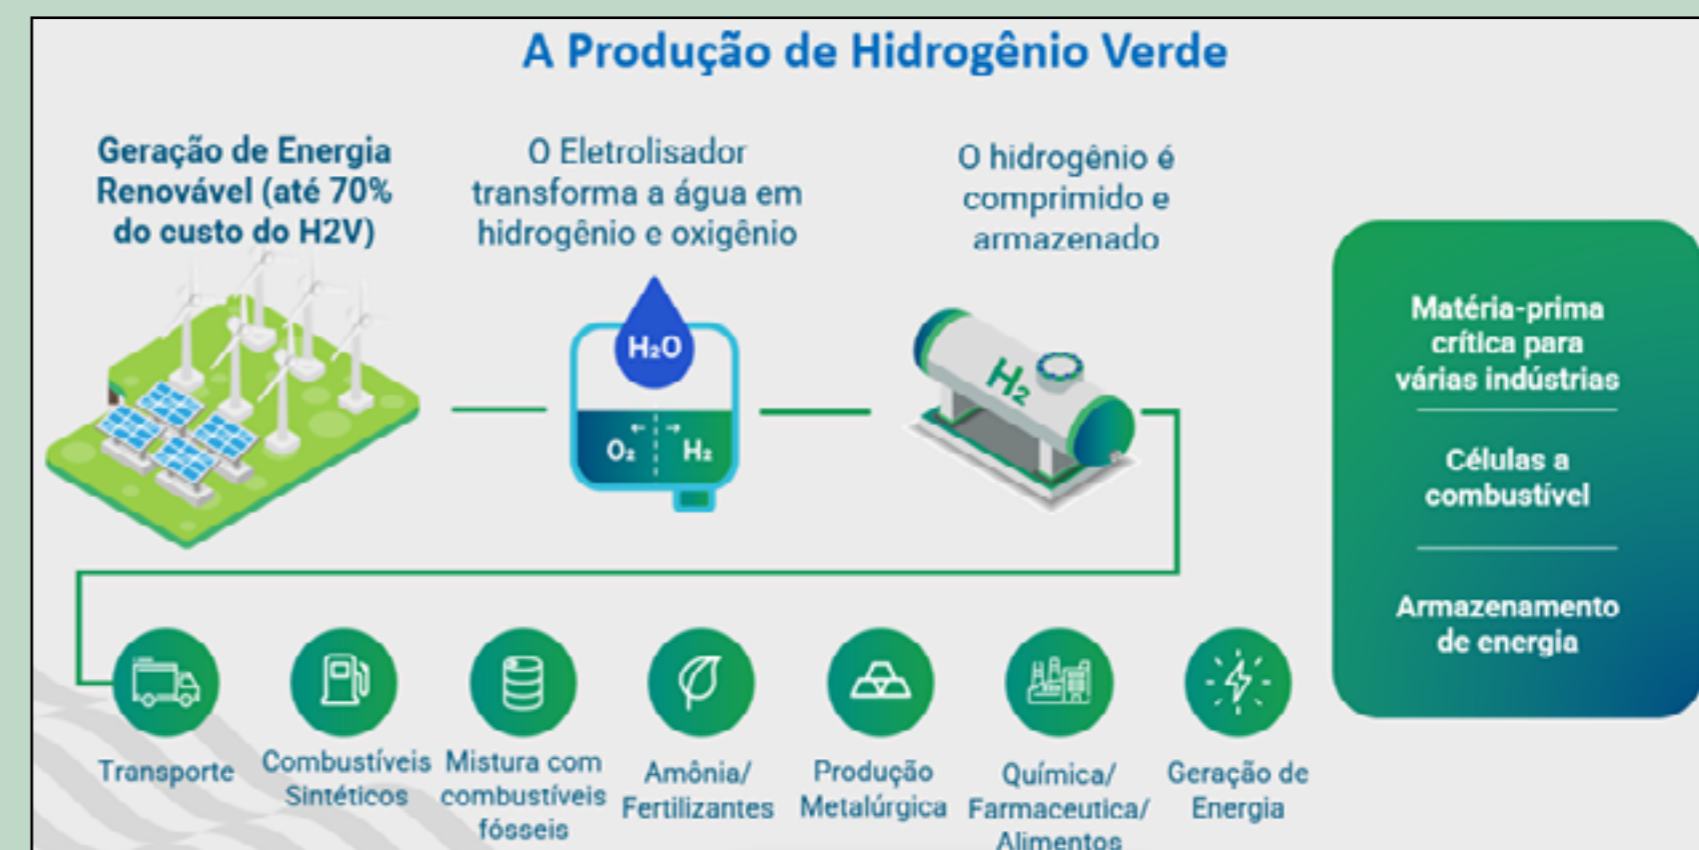 A Produção de Hidrogênio Verde
Geração de Energia
Renovável (até 70%
do custo do H2V)
O Eletrolisador
transforma a água em
hidrogênio e oxigênio
O hidrogênio é
comprimido e
armazenado
H₂O
O₂
H₂
H₂
Matéria-prima
crítica para
várias indústrias
Células a
combustível
Armazenamento
de energia
Transporte
Combustíveis
Sintéticos
Mistura com
combustíveis
fósseis
Amônia/
Fertilizantes
Produção
Metalúrgica
Química/
Farmaceutica/
Alimentos
Geração de
Energia